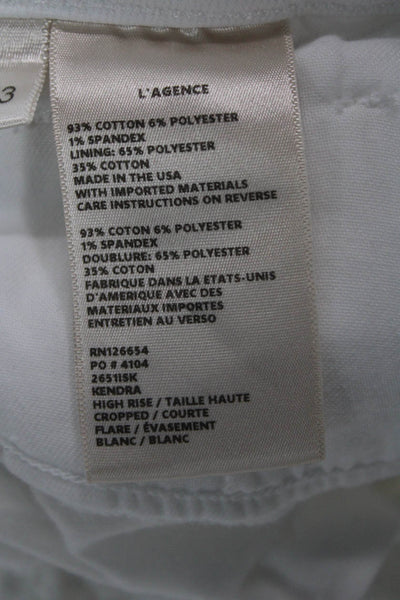 3
L'AGENCE
93% COTTON 6% POLYESTER
1% SPANDEX
LINING: 65% POLYESTER
35% COTTON
MADE IN THE USA
WITH IMPORTED MATERIALS
CARE INSTRUCTIONS ON REVERSE
93% COTON 6% POLYESTER
1% SPANDEX
DOUBLURE: 65% POLYESTER
35% COTON
FABRIQUE DANS LA ETATS-UNIS
D'AMERIQUE AVEC DES
MATERIAUX IMPORTES
ENTRETIEN AU VERSO
RN126654
PO # 4104
2651ISK
KENDRA
HIGH RISE / TAILLE HAUTE
CROPPED / COURTE
FLARE / ÉVASEMENT
BLANC / BLANC